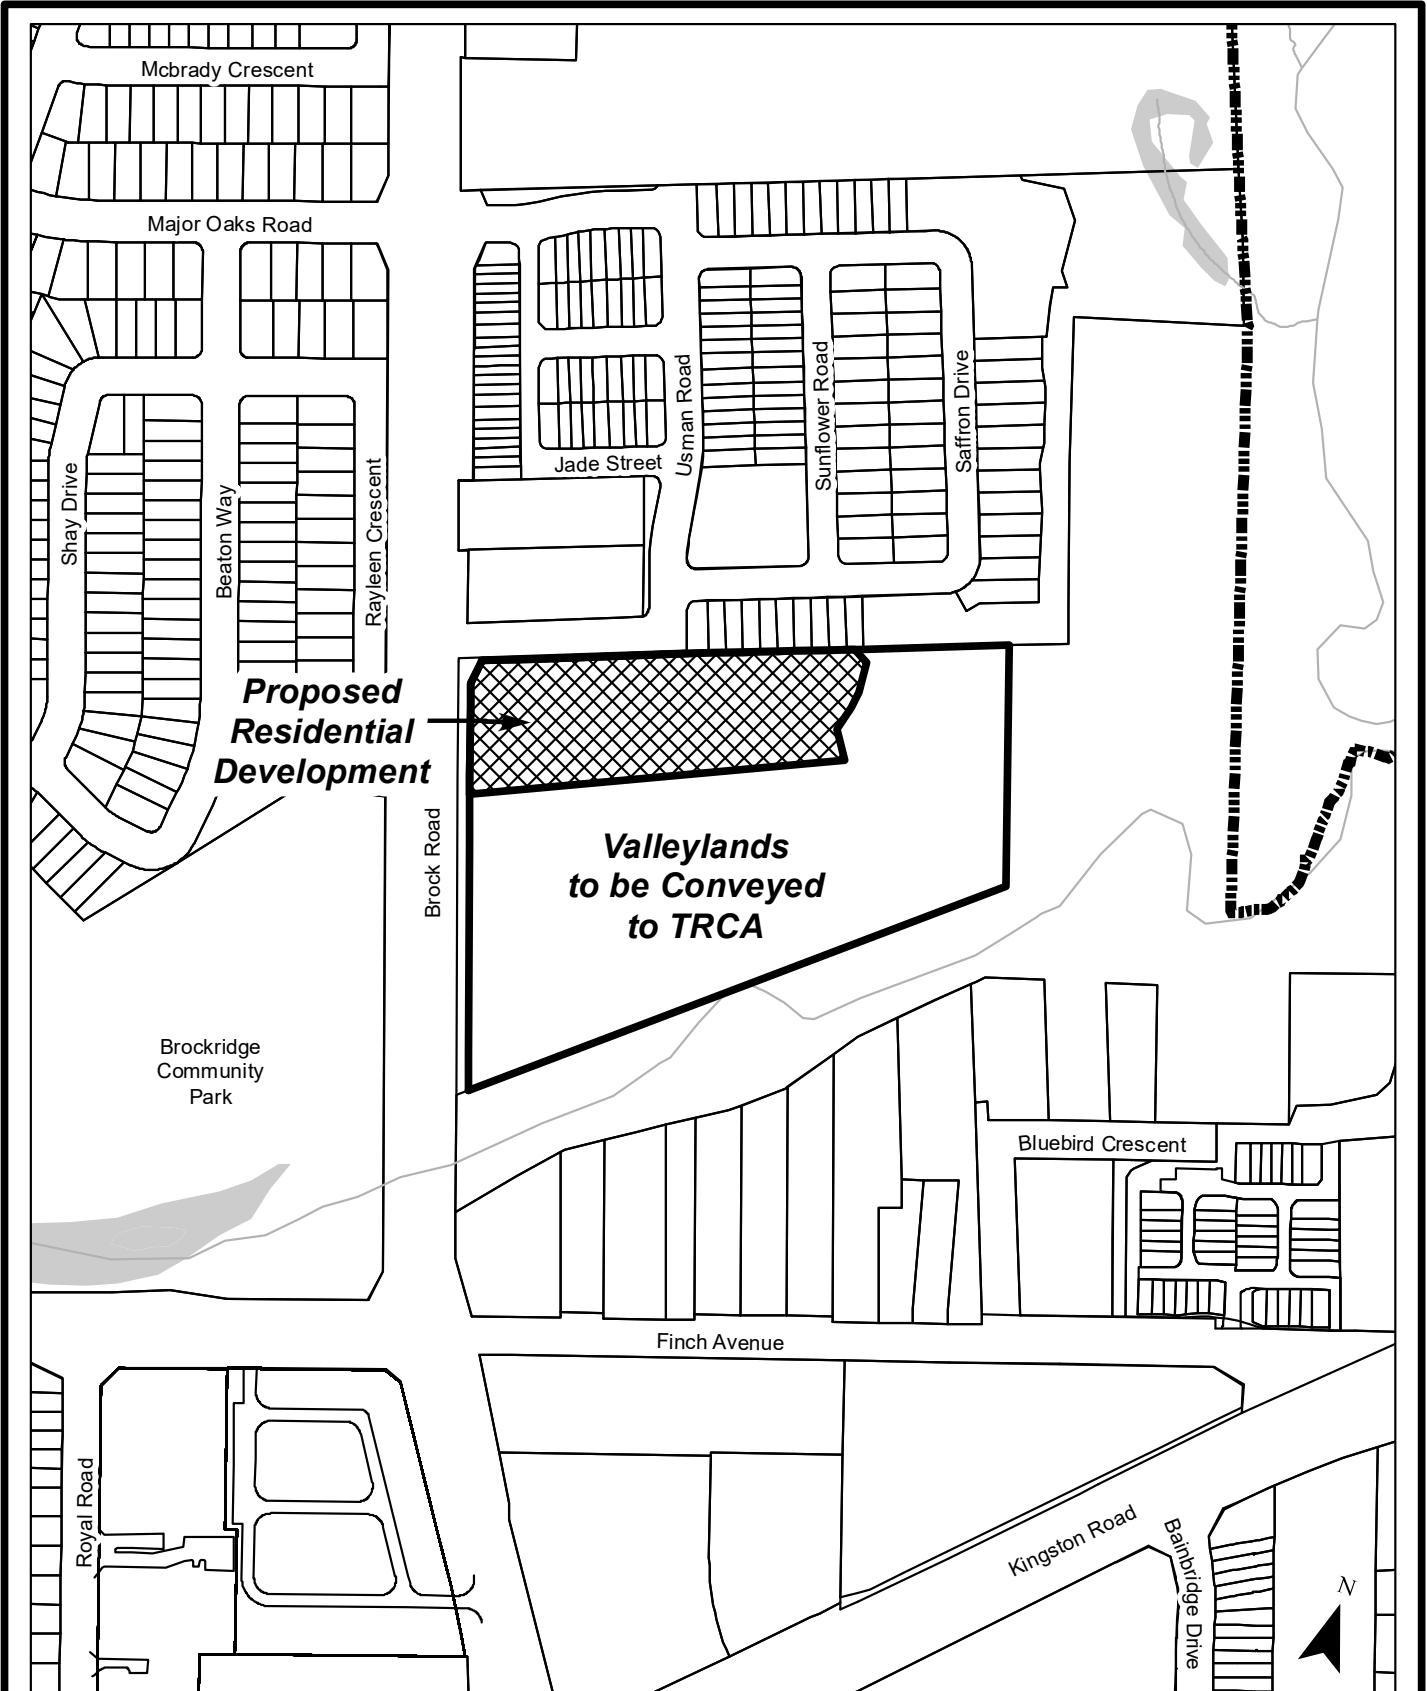 Mcbrady Crescent
Major Oaks Road
Shay Drive
Beaton Way
Rayleen Crescent
Jade Street
Usman Road
Sunflower Road
Saffron Drive
Proposed
Residential
Development
Brock Road
Valleylands
to be Conveyed
to TRCA
Brockridge
Community
Park
Bluebird Crescent
Finch Avenue
Royal Road
Kingston Road
Bainbridge Drive
N